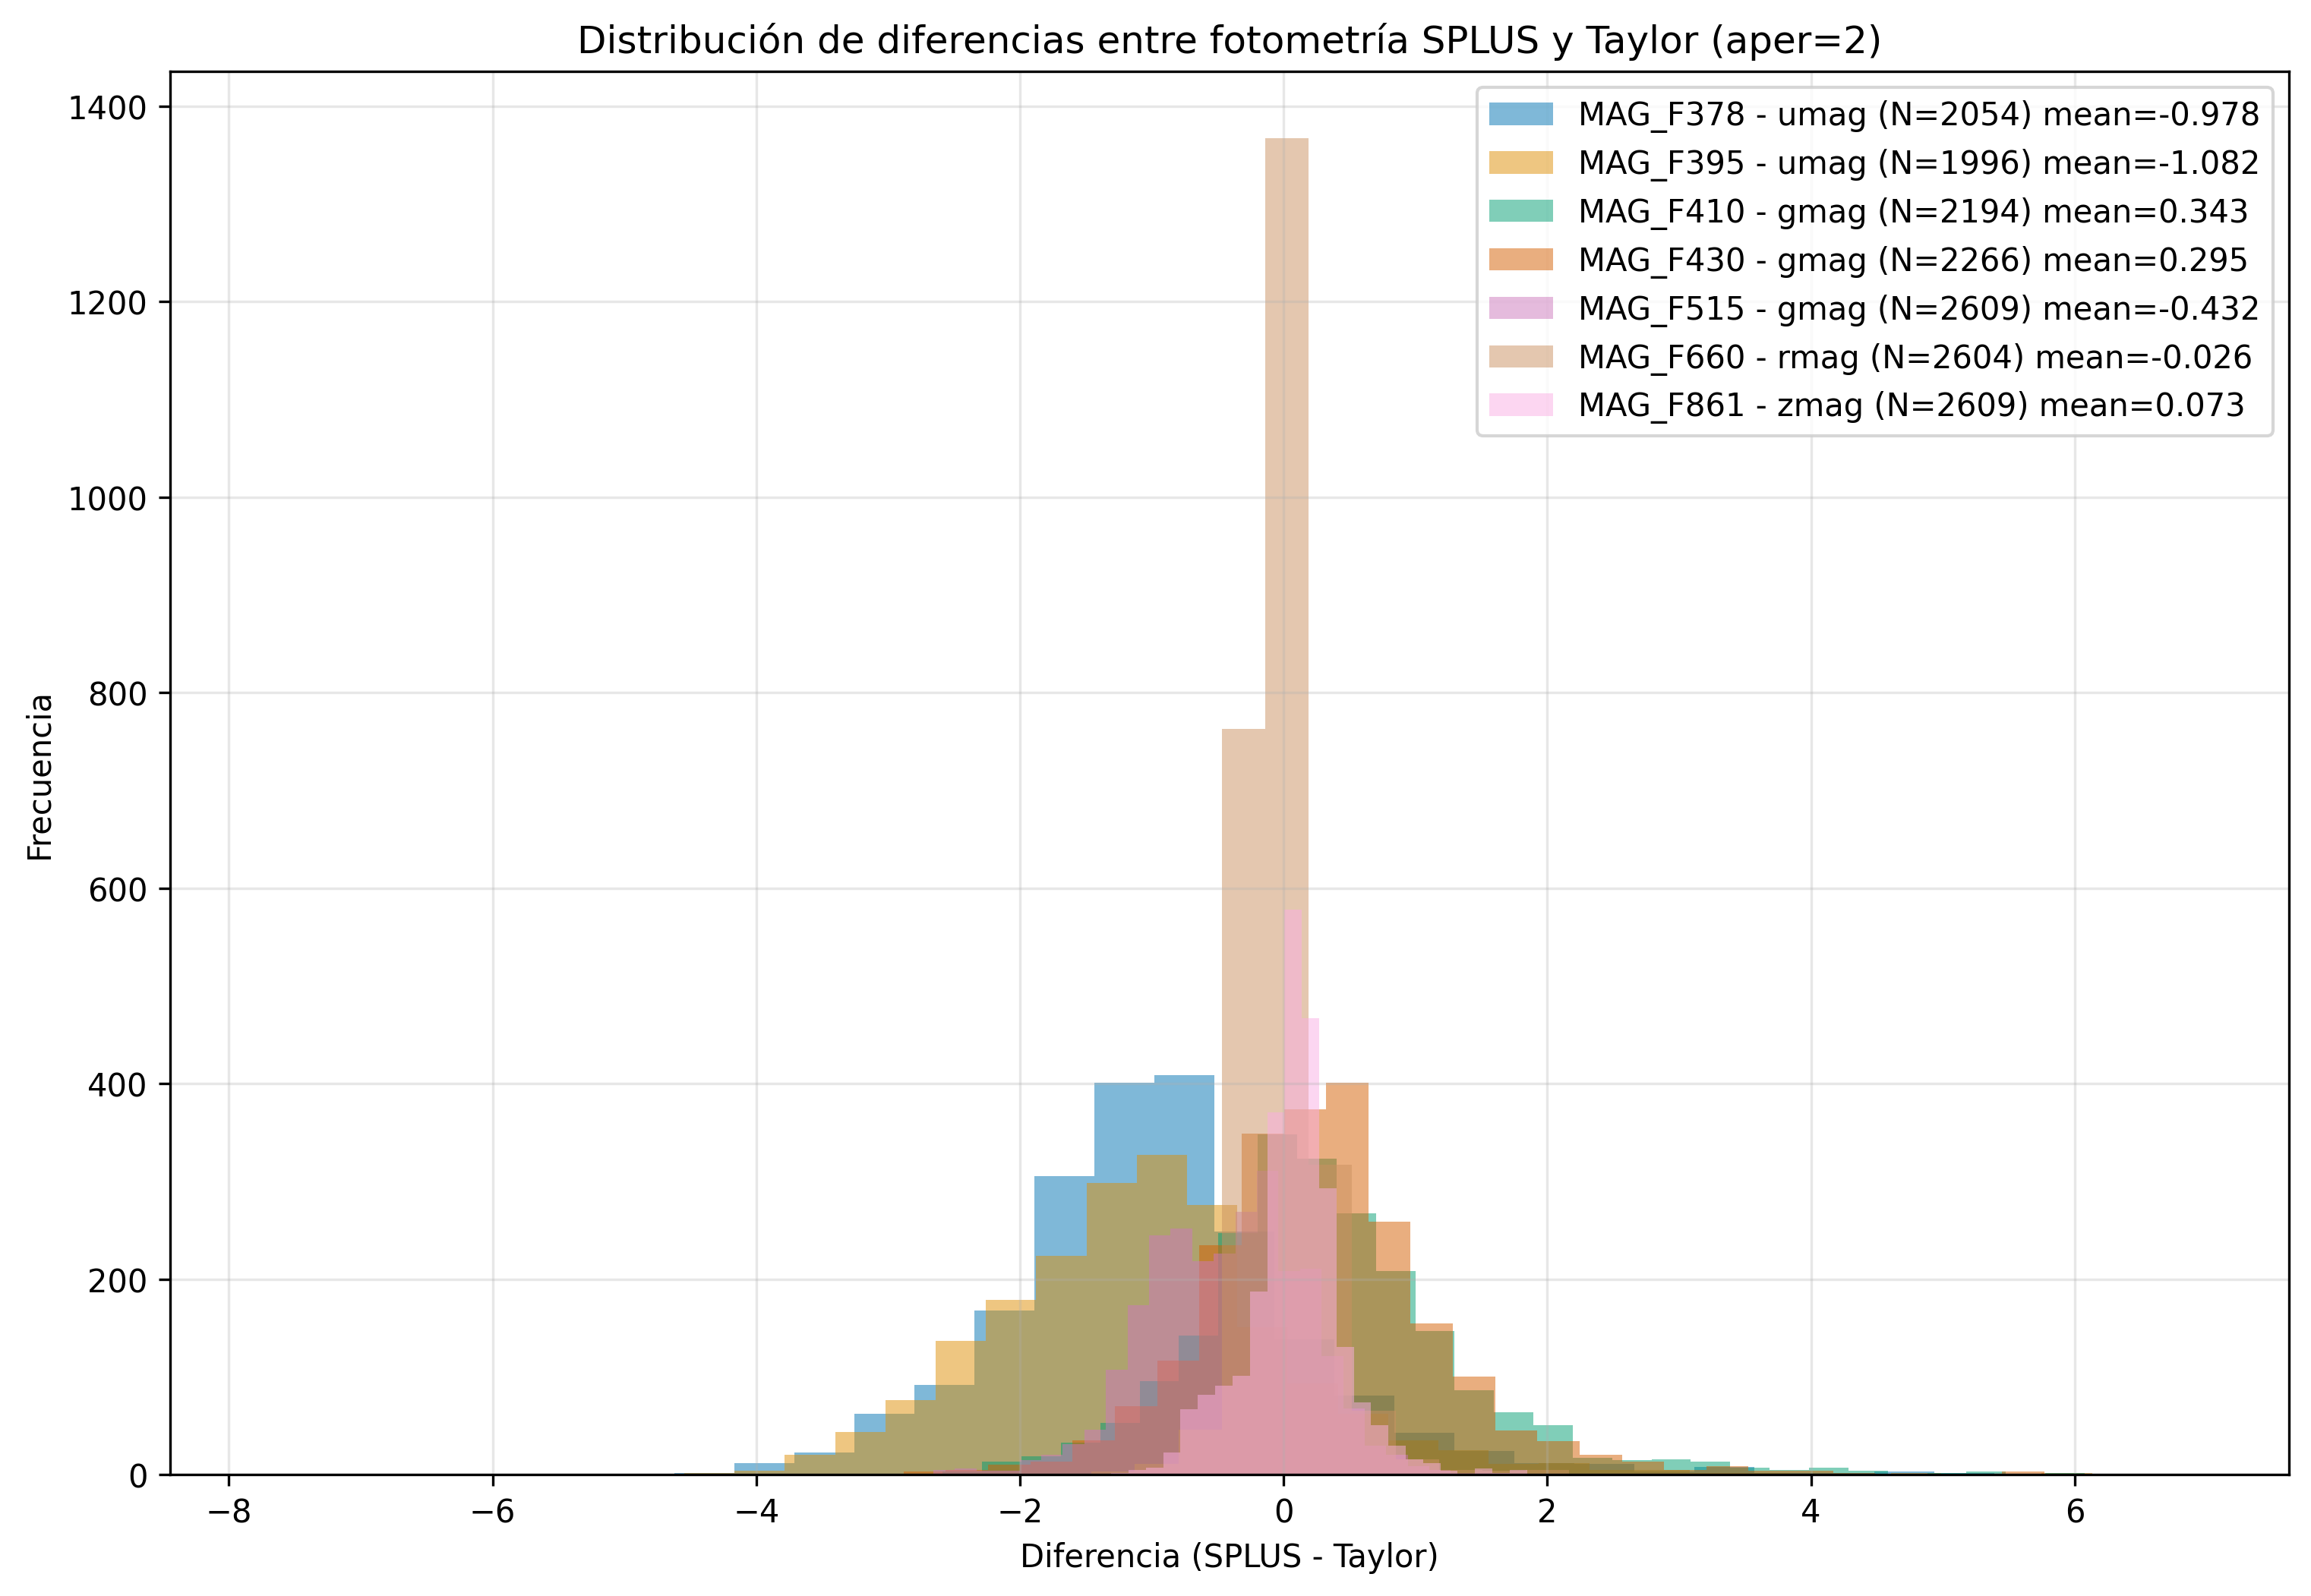 Distribución de diferencias entre fotometría SPLUS y Taylor (aper=2)
MAG_F378 - umag (N=2054) mean=-0.978
MAG_F395 - umag (N=1996) mean=-1.082
MAG_F410 - gmag (N=2194) mean=0.343
MAG_F430 - gmag (N=2266) mean=0.295
MAG_F515 - gmag (N=2609) mean=-0.432
MAG_F660 - rmag (N=2604) mean=-0.026
MAG_F861 - zmag (N=2609) mean=0.073
Frecuencia
1400
1200
1000
800
600
400
200
0
−8 −6 −4 −2 0 2 4 6
Diferencia (SPLUS - Taylor)